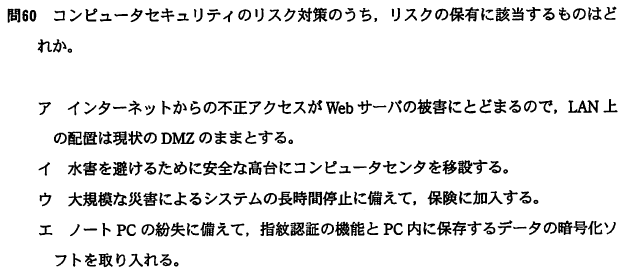 問60 コンピュータセキュリティのリスク対策のうち，リスクの保有に該当するものはど
れか。
ア インターネットからの不正アクセスが Web サーバの被害にとどまるので，LAN 上
の配置は現状の DMZ のままとする。
イ 水害を避けるために安全な高台にコンピュータセンタを移設する。
ウ 大規模な災害によるシステムの長時間停止に備えて，保険に加入する。
エ ノート PC の紛失に備えて，指紋認証の機能と PC 内に保存するデータの暗号化ソ
フトを取り入れる。